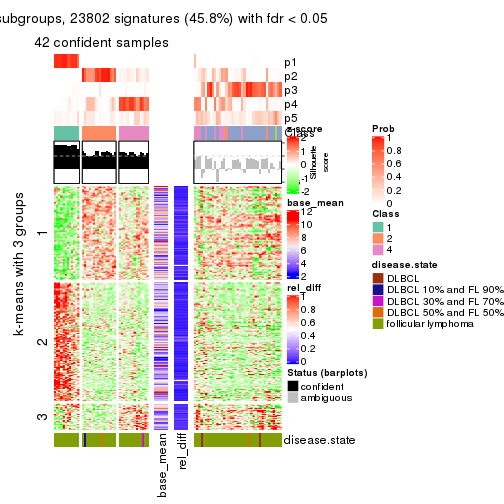 subgroups, 23802 signatures (45.8%) with fdr < 0.05
42 confident samples
p1
p2
p3
p4
p5
Class
z-score
2
1
0
-1
-2
Silhouette
score
k-means with 3 groups
1
2
3
base_mean
12
10
8
6
4
2
rel_diff
1
0.8
0.6
0.4
0.2
0
Status (barplots)
confident
ambiguous
Prob
1
0.8
0.6
0.4
0.2
0
Class
1
2
4
disease.state
DLBCL
DLBCL 10% and FL 90%
DLBCL 30% and FL 70%
DLBCL 50% and FL 50%
follicular lymphoma
disease.state
base_mean
rel_diff